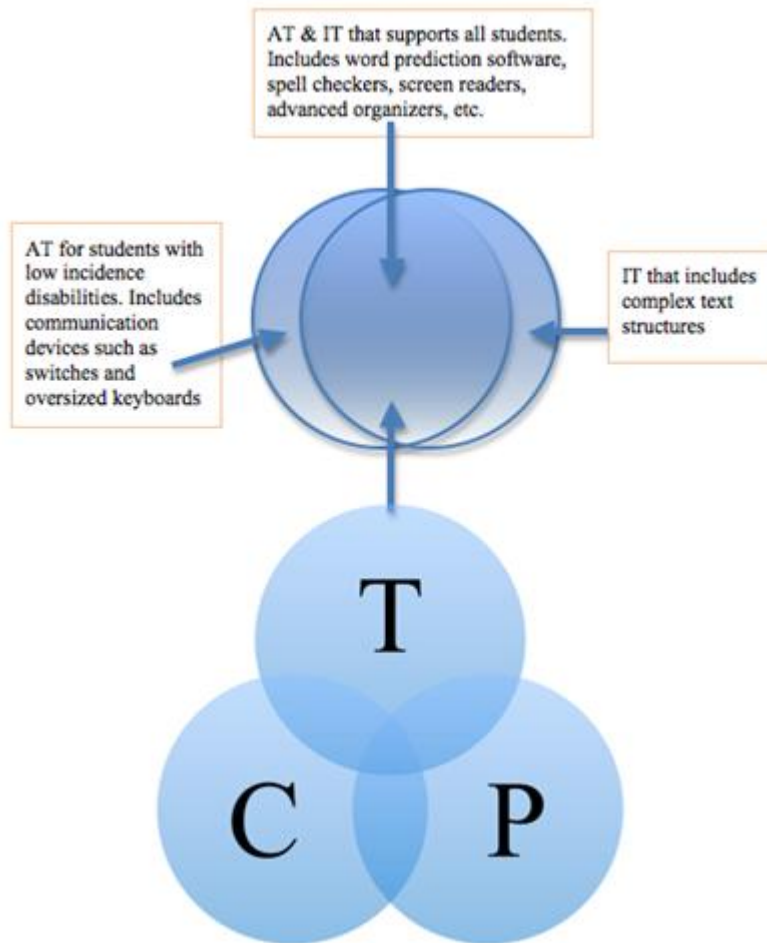 AT & IT that supports all students.
Includes word prediction software,
spell checkers, screen readers,
advanced organizers, etc.
AT for students with
low incidence
disabilities. Includes
communication
devices such as
switches and
oversized keyboards
IT that includes
complex text
structures
T
C
P